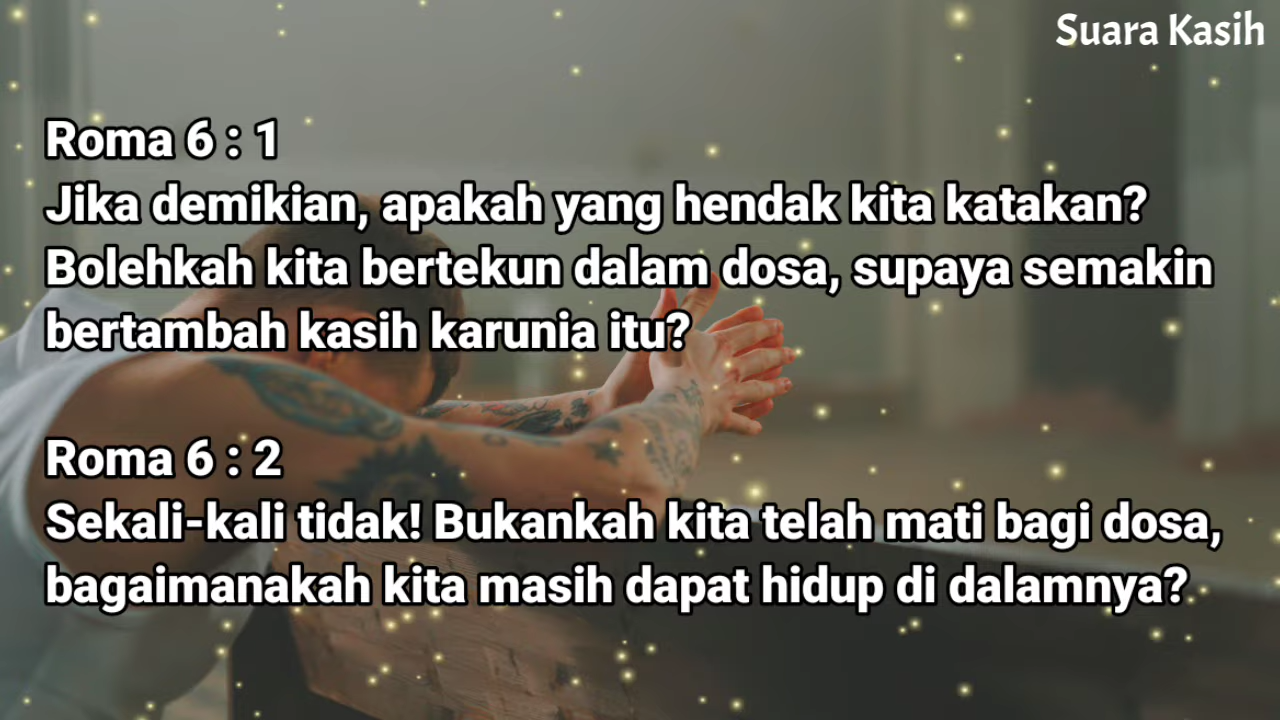 Suara Kasih
Roma 6 : 1
Jika demikian, apakah yang hendak kita katakan?
Bolehkah kita bertekun dalam dosa, supaya semakin
bertambah kasih karunia itu?
Roma 6 : 2
Sekali-kali tidak! Bukankah kita telah mati bagi dosa,
bagaimanakah kita masih dapat hidup di dalamnya?